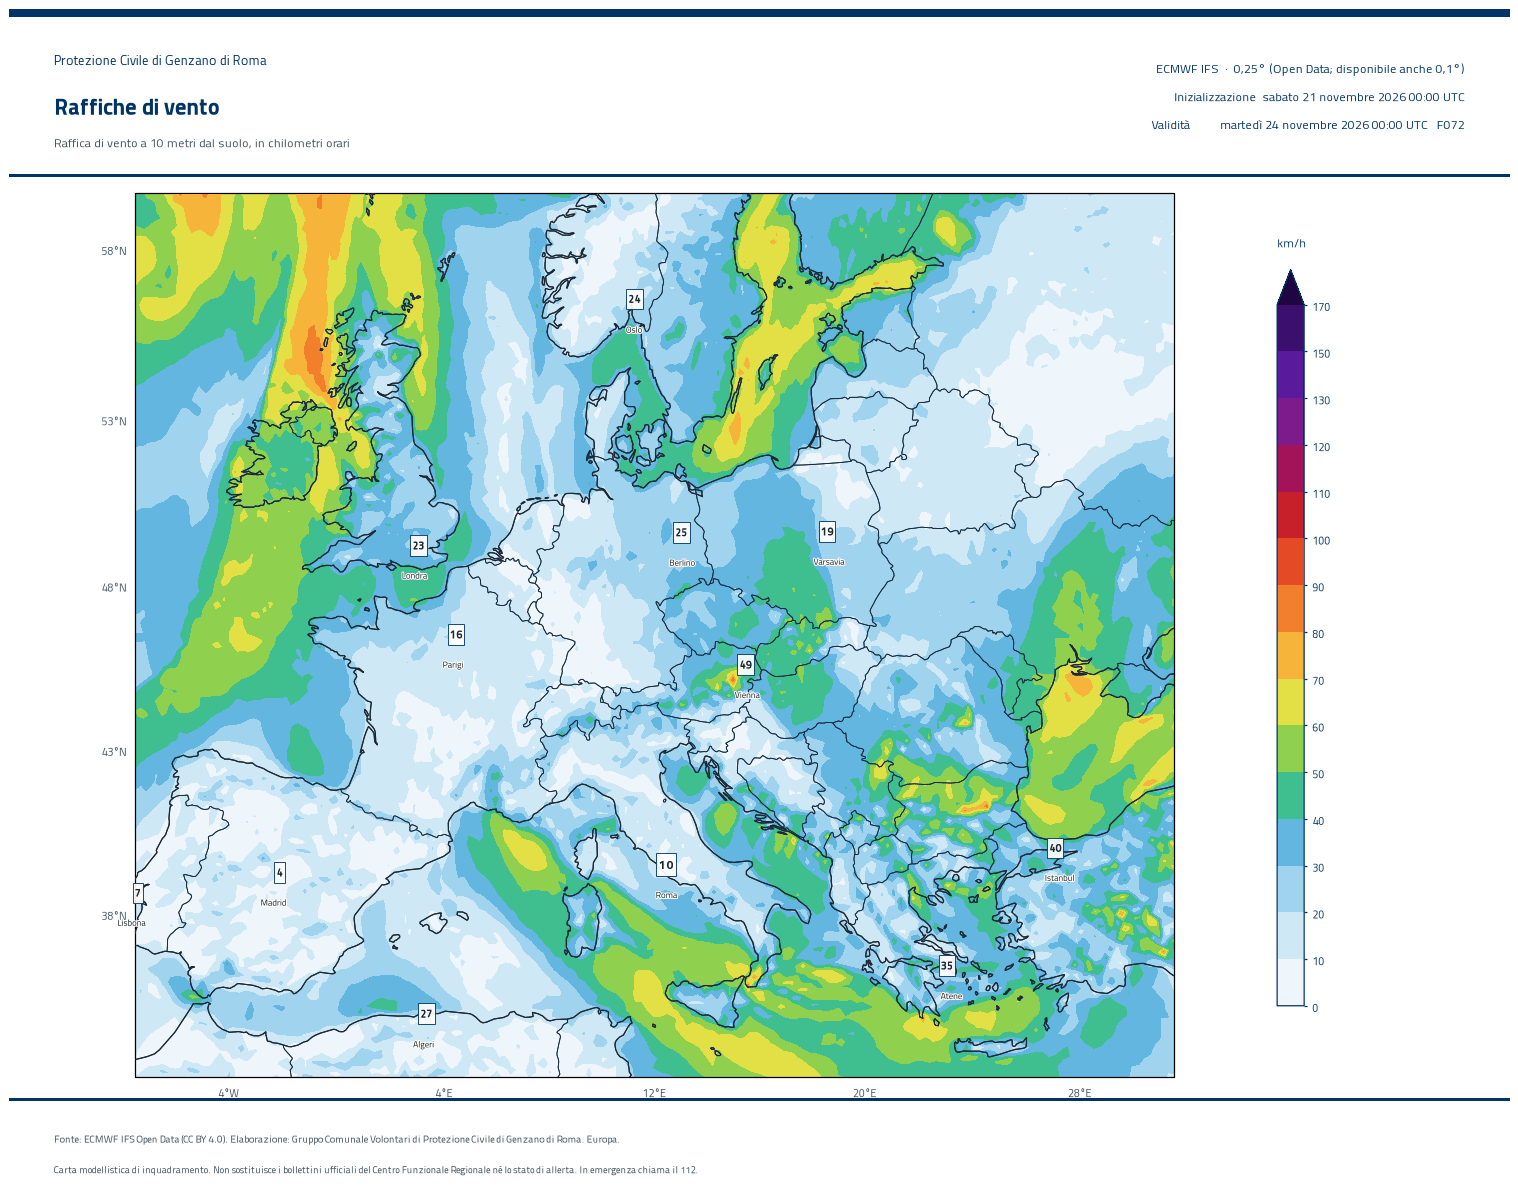 Protezione Civile di Genzano di Roma
Raffiche di vento
Raffica di vento a 10 metri dal suolo, in chilometri orari
ECMWF IFS · 0,25° (Open Data; disponibile anche 0,1°)
Inizializzazione sabato 21 novembre 2026 00:00 UTC
Validità martedì 24 novembre 2026 00:00 UTC F072
km/h
170
150
130
120
110
100
90
80
70
60
50
40
30
20
10
0
58°N
53°N
48°N
43°N
38°N
4°W
4°E
12°E
20°E
28°E
24
Oslo
23
Londra
25
Berlino
19
Varsavia
16
Parigi
49
Vienna
4
Madrid
7
Lisbona
10
Roma
40
Istanbul
35
Atene
27
Algeri
Fonte: ECMWF IFS Open Data (CC BY 4.0). Elaborazione: Gruppo Comunale Volontari di Protezione Civile di Genzano di Roma. Europa.
Carta modellistica di inquadramento. Non sostituisce i bollettini ufficiali del Centro Funzionale Regionale né lo stato di allerta. In emergenza chiama il 112.